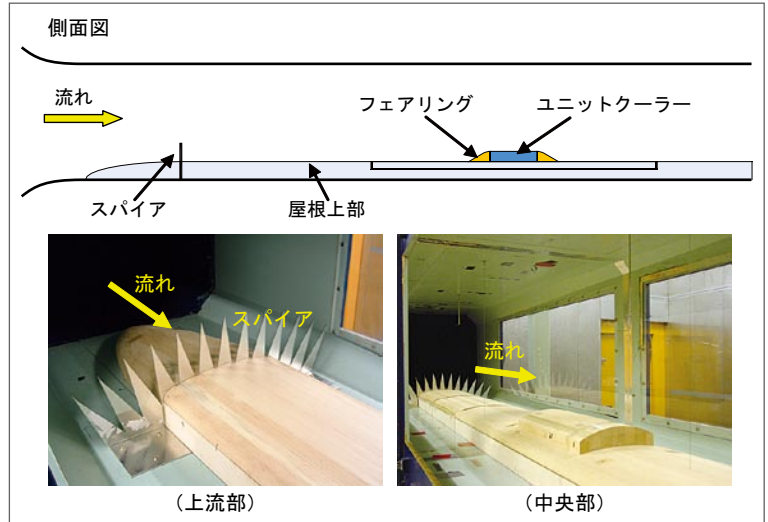 側面図
流れ
フェアリング
ユニットクーラー
スパイア
屋根上部
流れ
スパイア
流れ
(上流部)
(中央部)